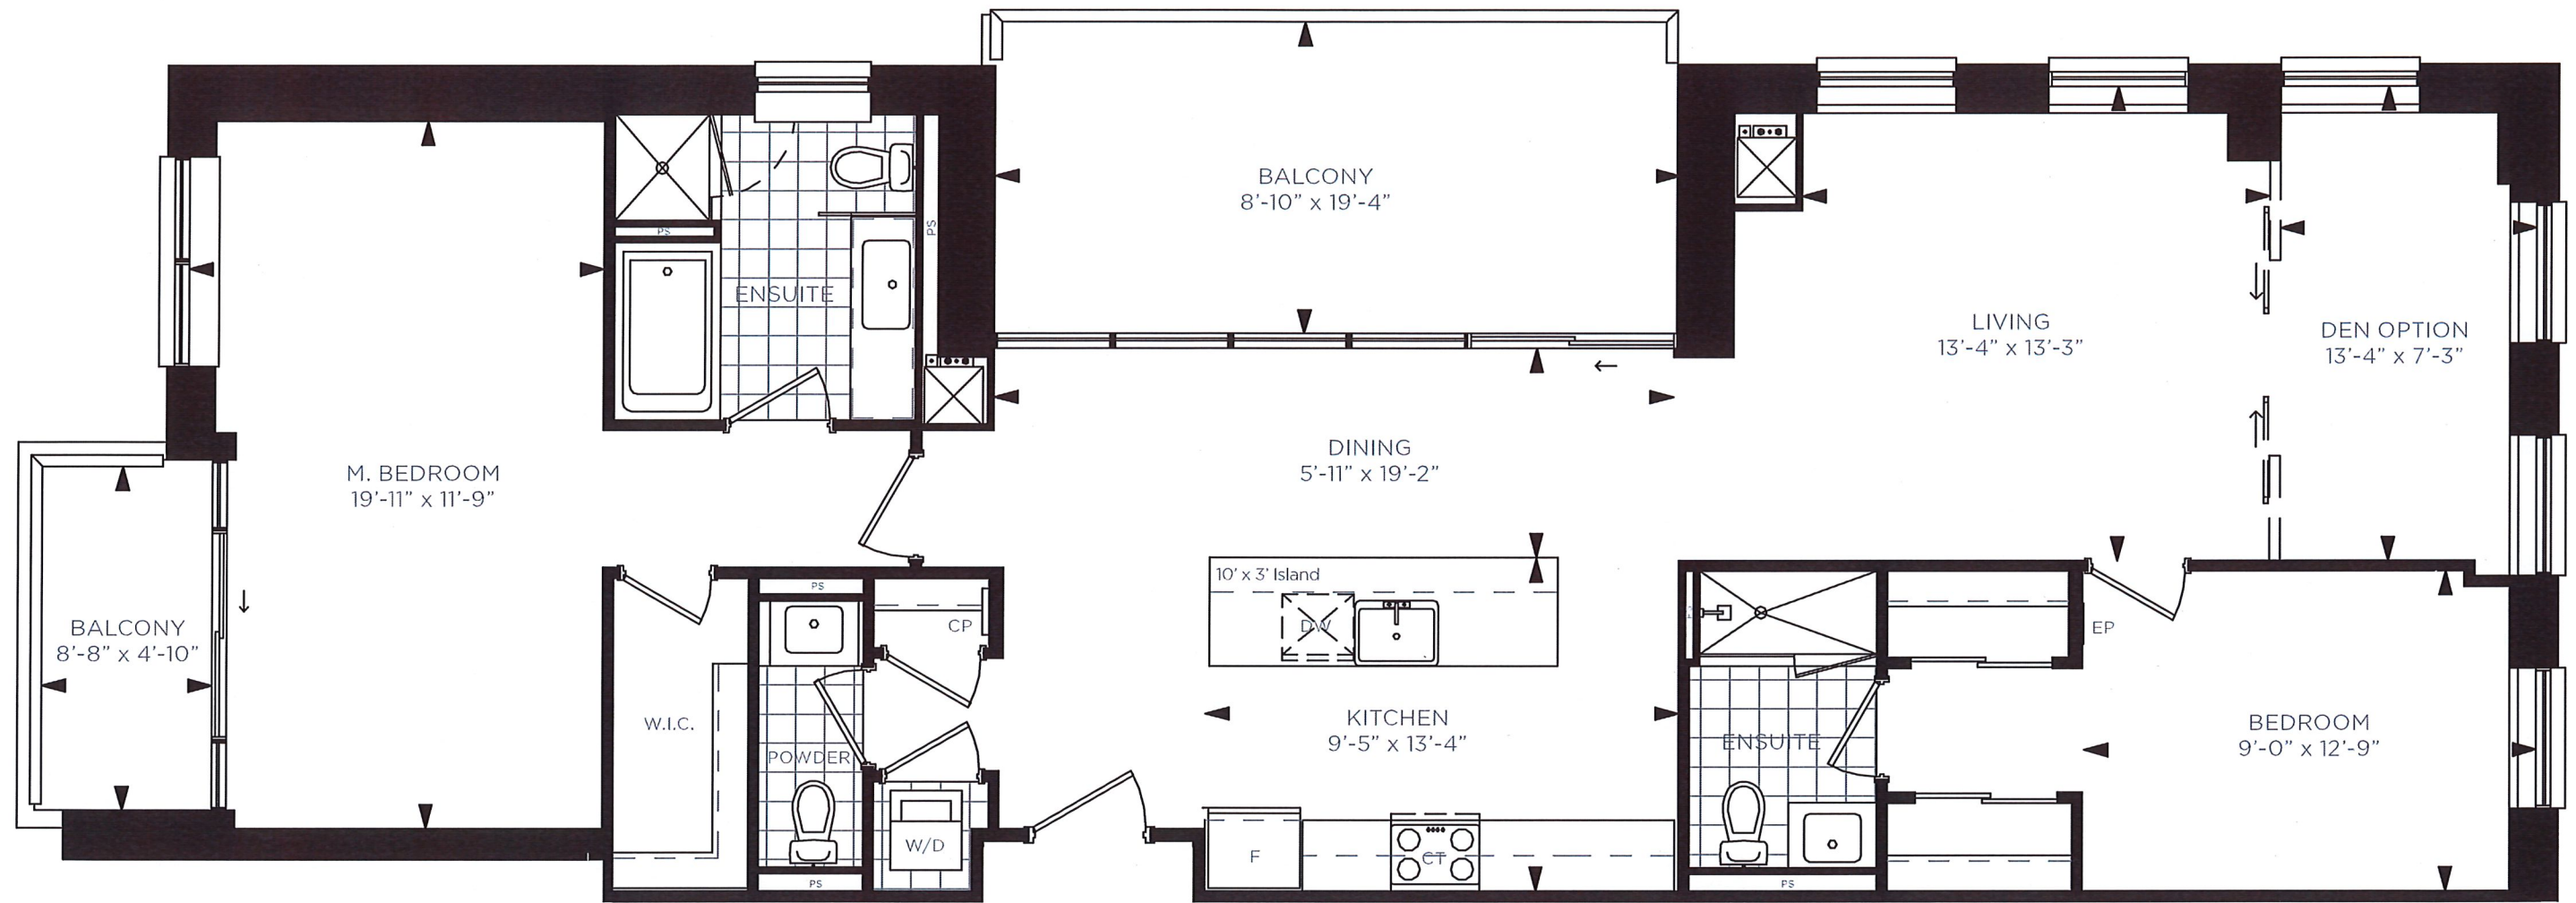 BALCONY
8'-10” x 19'-4”
PS
PS
ENSUITE
LIVING
13'-4” x 13'-3”
DEN OPTION
13'-4” x 7'-3”
M. BEDROOM
19'-11” x 11'-9”
DINING
5'-11” x 19'-2”
BALCONY
8'-8” x 4'-10”
10' x 3' Island
PS
CP
DW
PS
EP
W.I.C.
POWDER
KITCHEN
9'-5” x 13'-4”
ENSUITE
BEDROOM
9'-0” x 12'-9”
W/D
F
CT
PS
PS